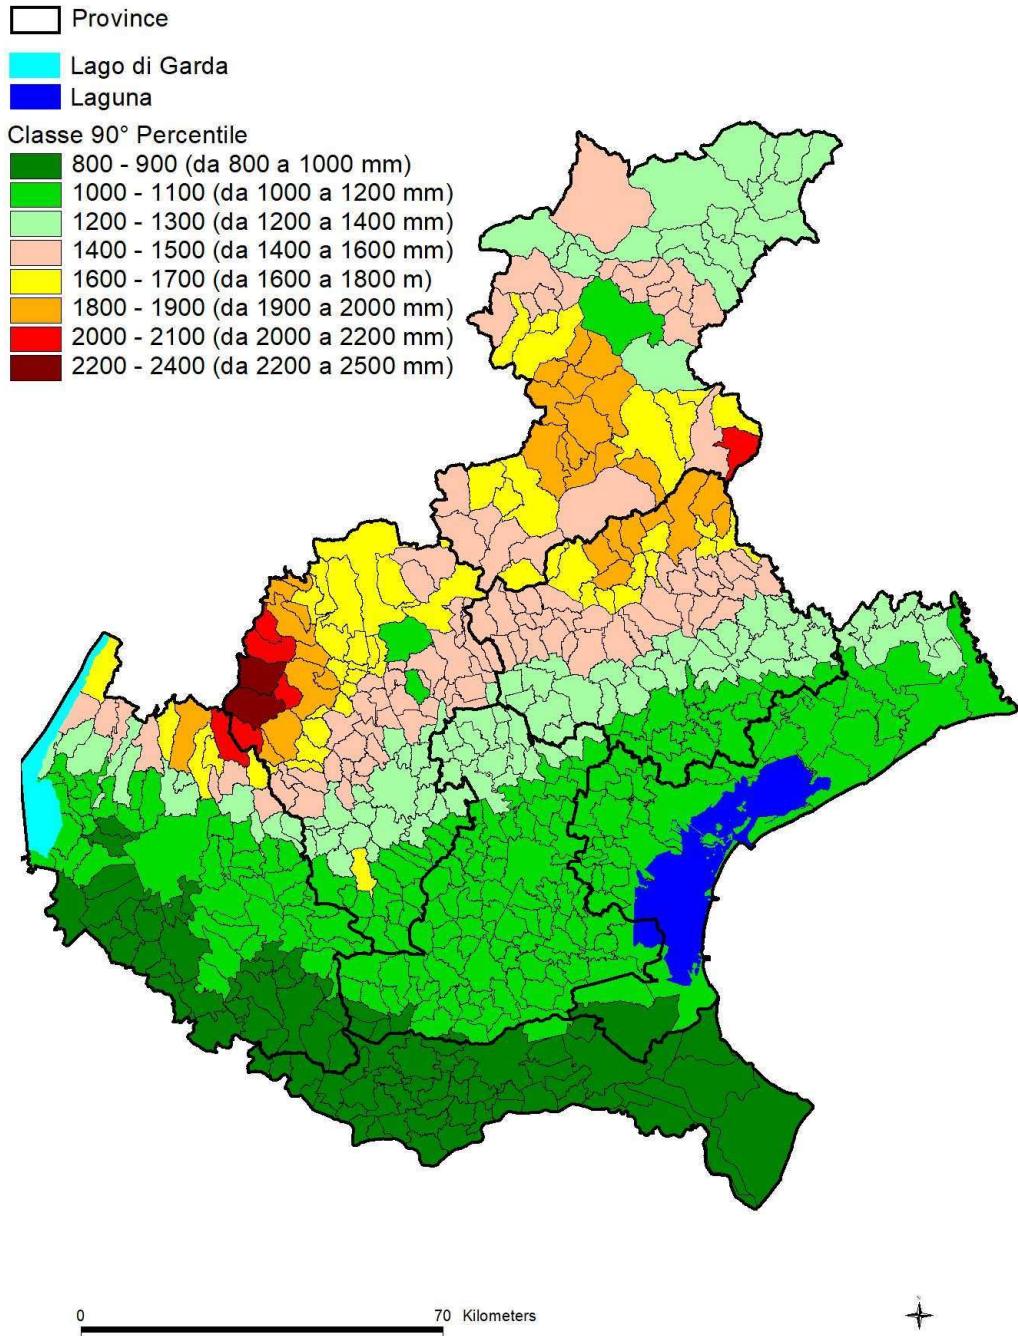 Province
Lago di Garda
Laguna
Classe 90° Percentile
800 - 900 (da 800 a 1000 mm)
1000 - 1100 (da 1000 a 1200 mm)
1200 - 1300 (da 1200 a 1400 mm)
1400 - 1500 (da 1400 a 1600 mm)
1600 - 1700 (da 1600 a 1800 m)
1800 - 1900 (da 1900 a 2000 mm)
2000 - 2100 (da 2000 a 2200 mm)
2200 - 2400 (da 2200 a 2500 mm)
0 70 Kilometers